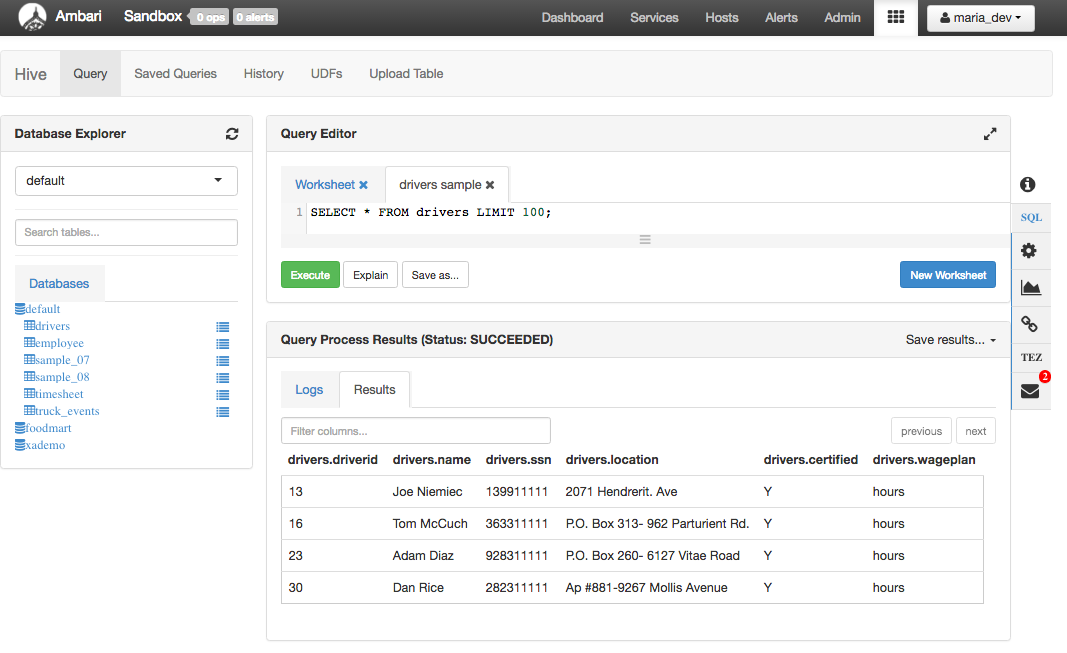 Ambari Sandbox 0 ops 0 alerts Dashboard Services Hosts Alerts Admin maria_dev
Hive Query Saved Queries History UDFs Upload Table
Database Explorer
default
Search tables...
Databases
default
drivers
employee
sample_07
sample_08
timesheet
truck_events
foodmart
xademo
Query Editor
Worksheet drivers sample
1 SELECT * FROM drivers LIMIT 100;
Execute Explain Save as... New Worksheet
Query Process Results (Status: SUCCEEDED) Save results...
Logs Results
Filter columns... previous next
drivers.driverid drivers.name drivers.ssn drivers.location drivers.certified drivers.wageplan
13 Joe Niemiec 139911111 2071 Hendrerit. Ave Y hours
16 Tom McCuch 363311111 P.O. Box 313- 962 Parturient Rd. Y hours
23 Adam Diaz 928311111 P.O. Box 260- 6127 Vitae Road Y hours
30 Dan Rice 282311111 Ap #881-9267 Mollis Avenue Y hours
SQL
TEZ
2